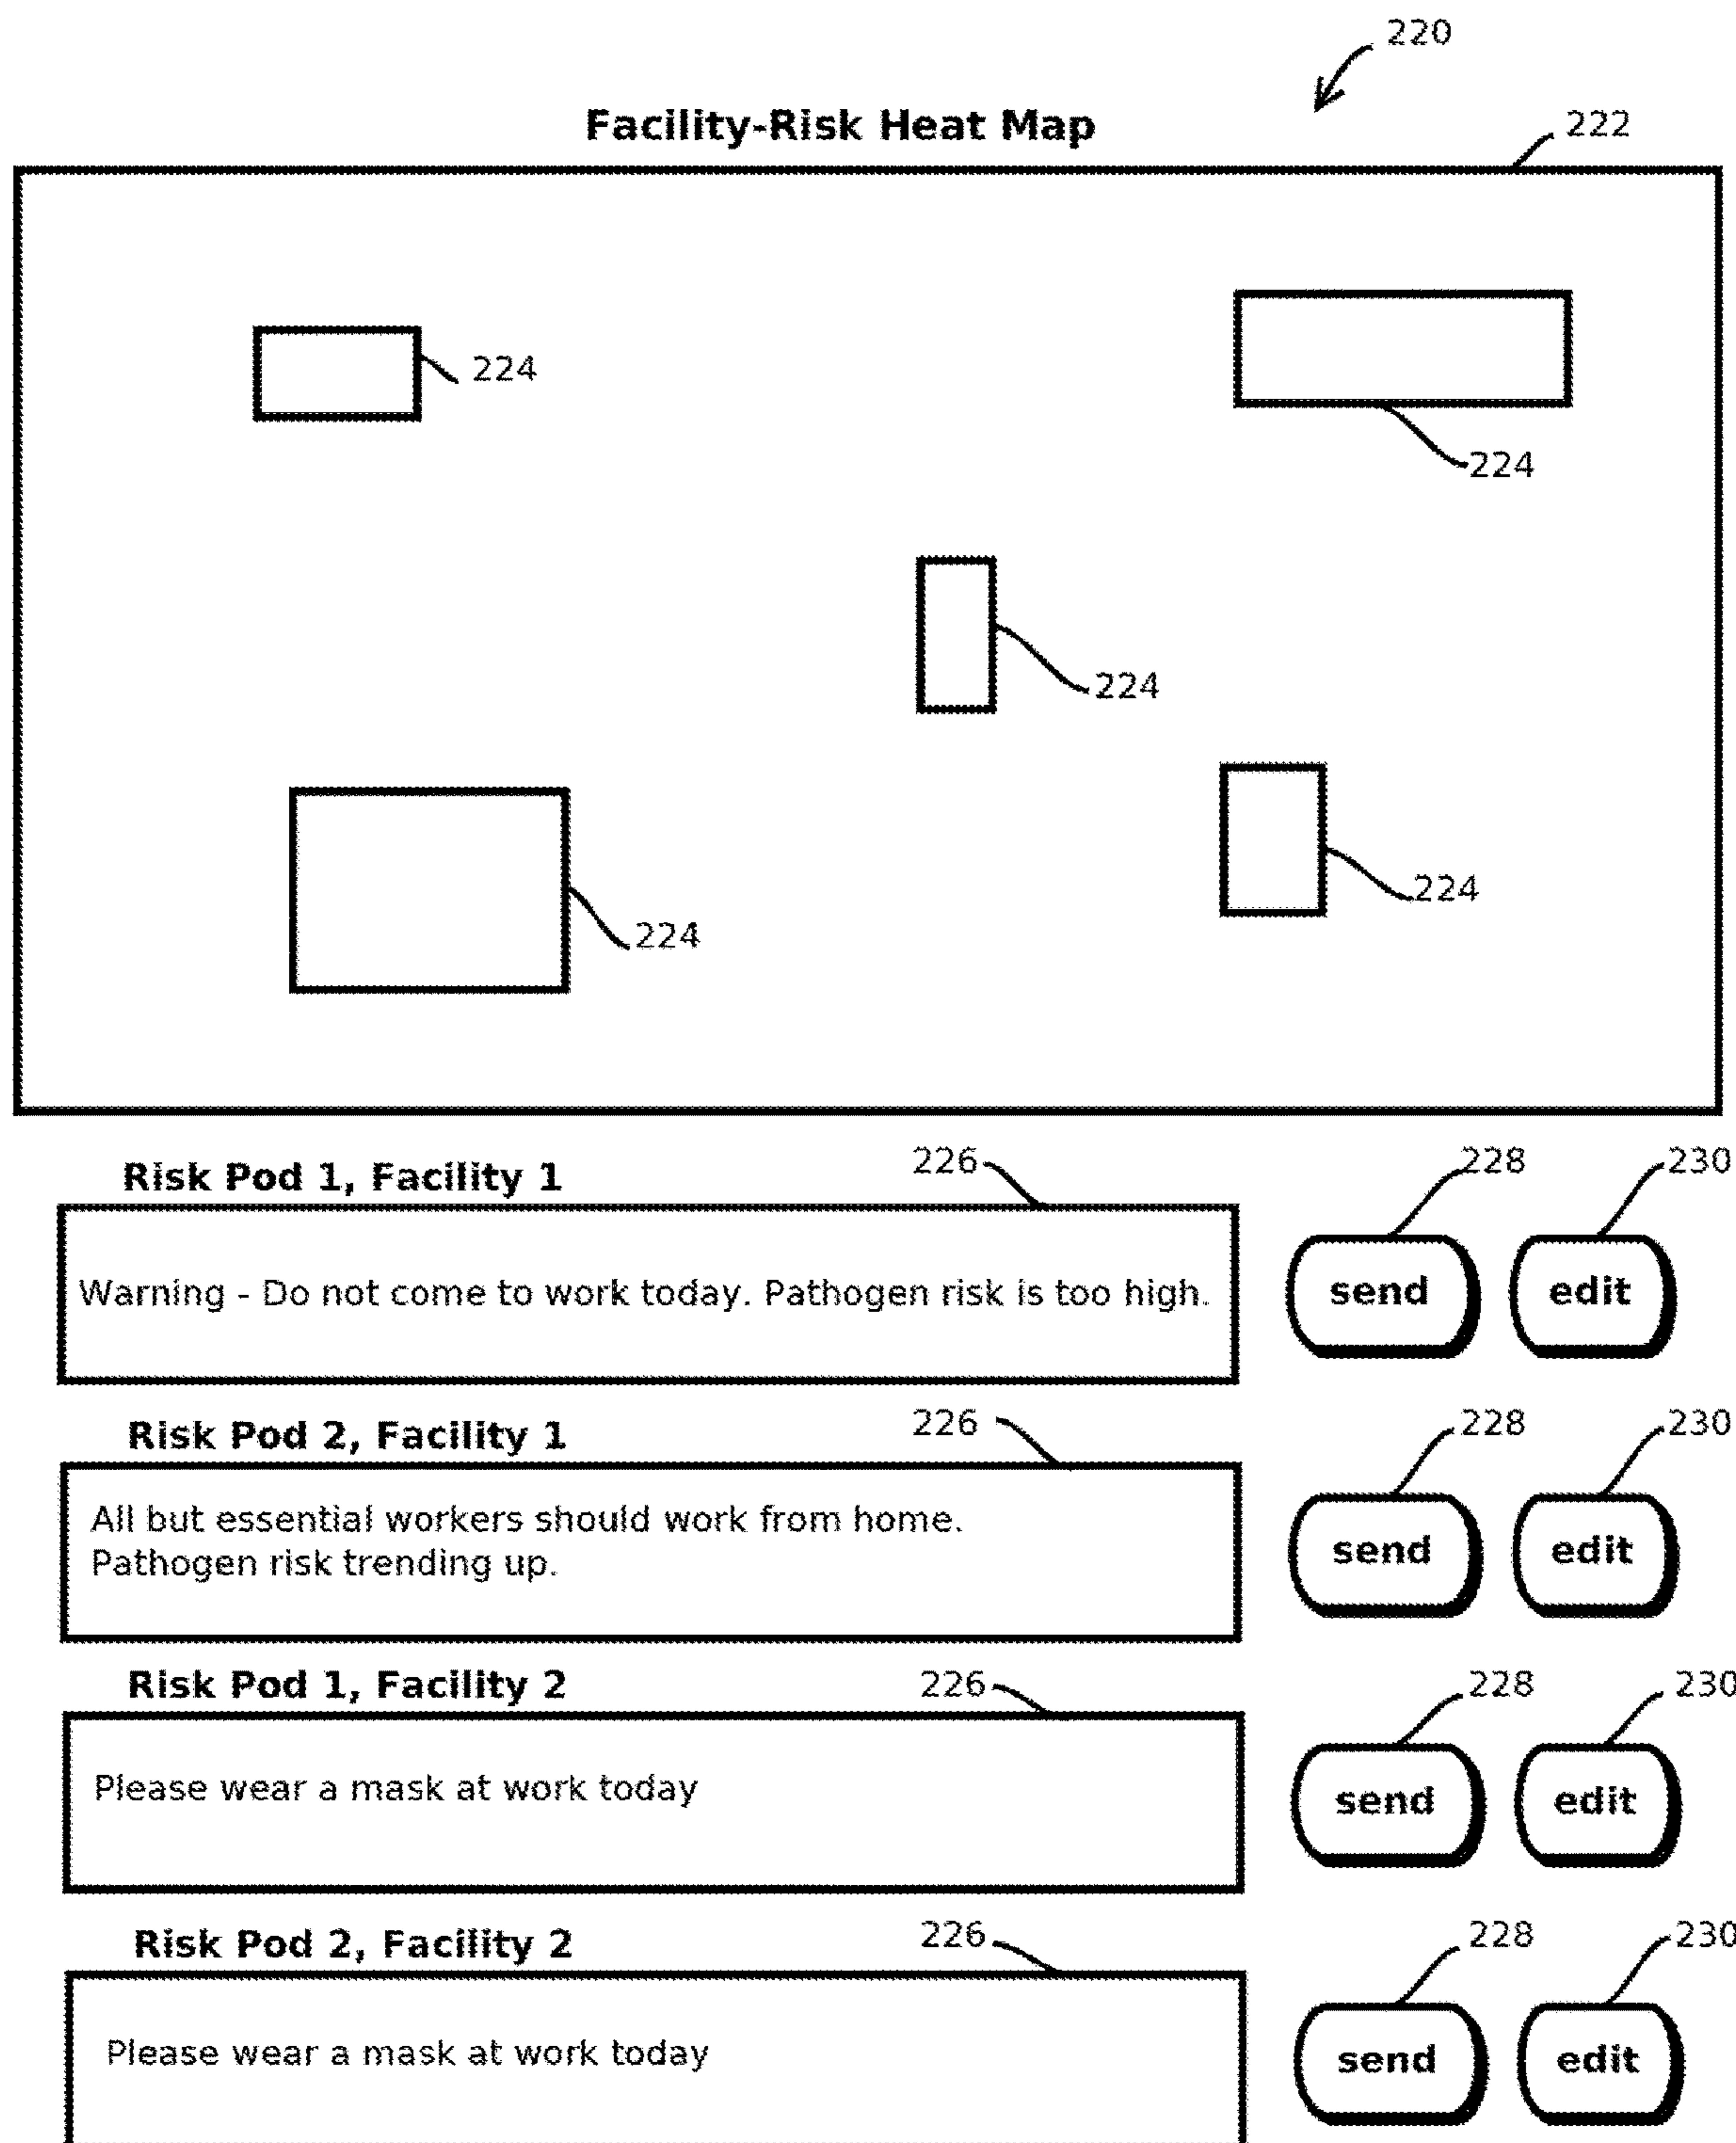 220
Facility-Risk Heat Map
222
224
224
224
224
224
Risk Pod 1, Facility 1
226
228
230
Warning - Do not come to work today. Pathogen risk is too high.
send
edit
Risk Pod 2, Facility 1
226
228
230
All but essential workers should work from home.
Pathogen risk trending up.
send
edit
Risk Pod 1, Facility 2
226
228
230
Please wear a mask at work today
send
edit
Risk Pod 2, Facility 2
226
228
230
Please wear a mask at work today
send
edit